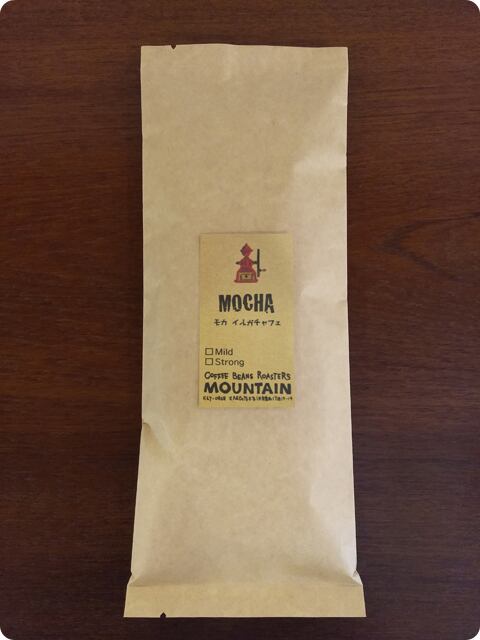 MOCHA
モカ イルガチャフェ
□ Mild
□ Strong
COFFEE BEANS ROASTERS
MOUNTAIN